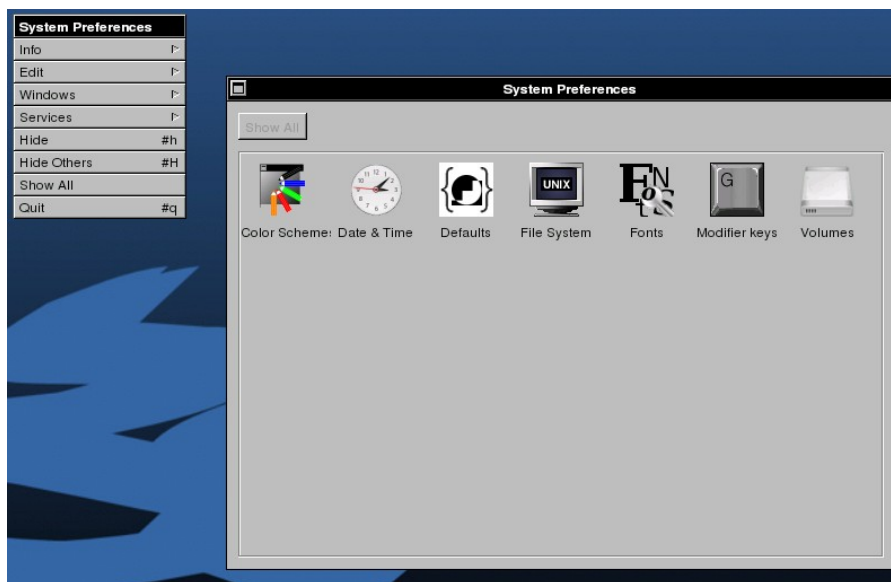 System Preferences
Info
Edit
Windows
Services
Hide #h
Hide Others #H
Show All
Quit #q
System Preferences
Show All
UNIX
FoNtS
G
Color Scheme Date & Time Defaults File System Fonts Modifier keys Volumes